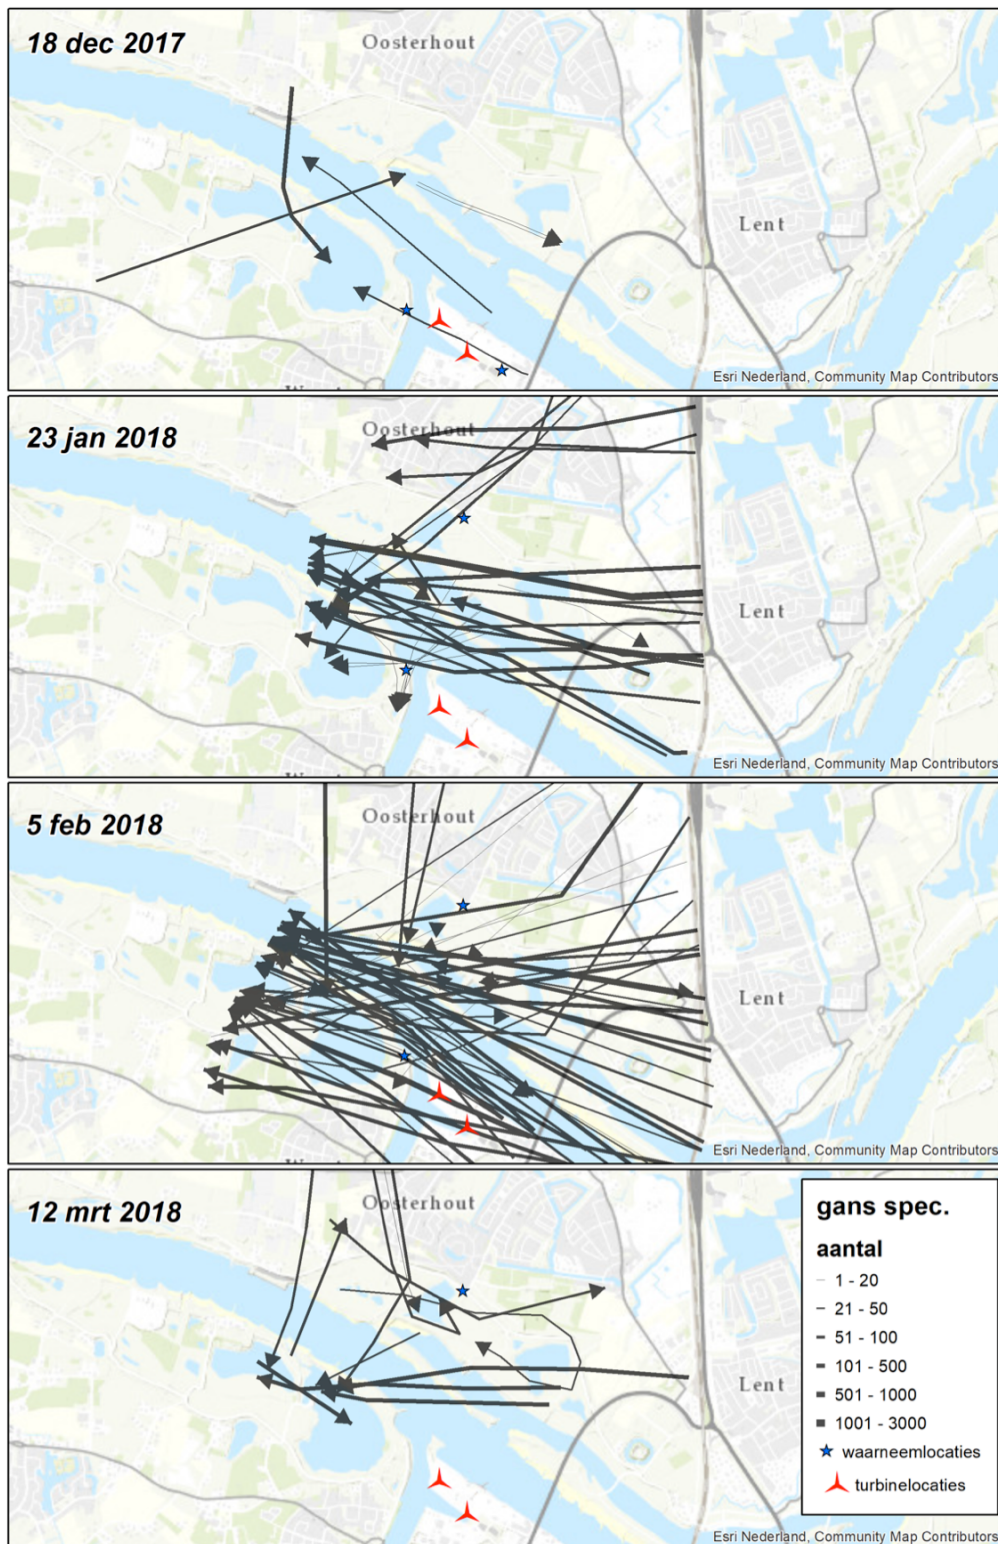 18 dec 2017
Oosterhout
Lent
Esri Nederland, Community Map Contributors
23 jan 2018
Oosterhout
Lent
Esri Nederland, Community Map Contributors
5 feb 2018
Oosterhout
Lent
Esri Nederland, Community Map Contributors
12 mrt 2018
Oosterhout
Lent
gans spec.
aantal
1 - 20
21 - 50
51 - 100
101 - 500
501 - 1000
1001 - 3000
waarneemlocaties
turbinelocaties
Esri Nederland, Community Map Contributors